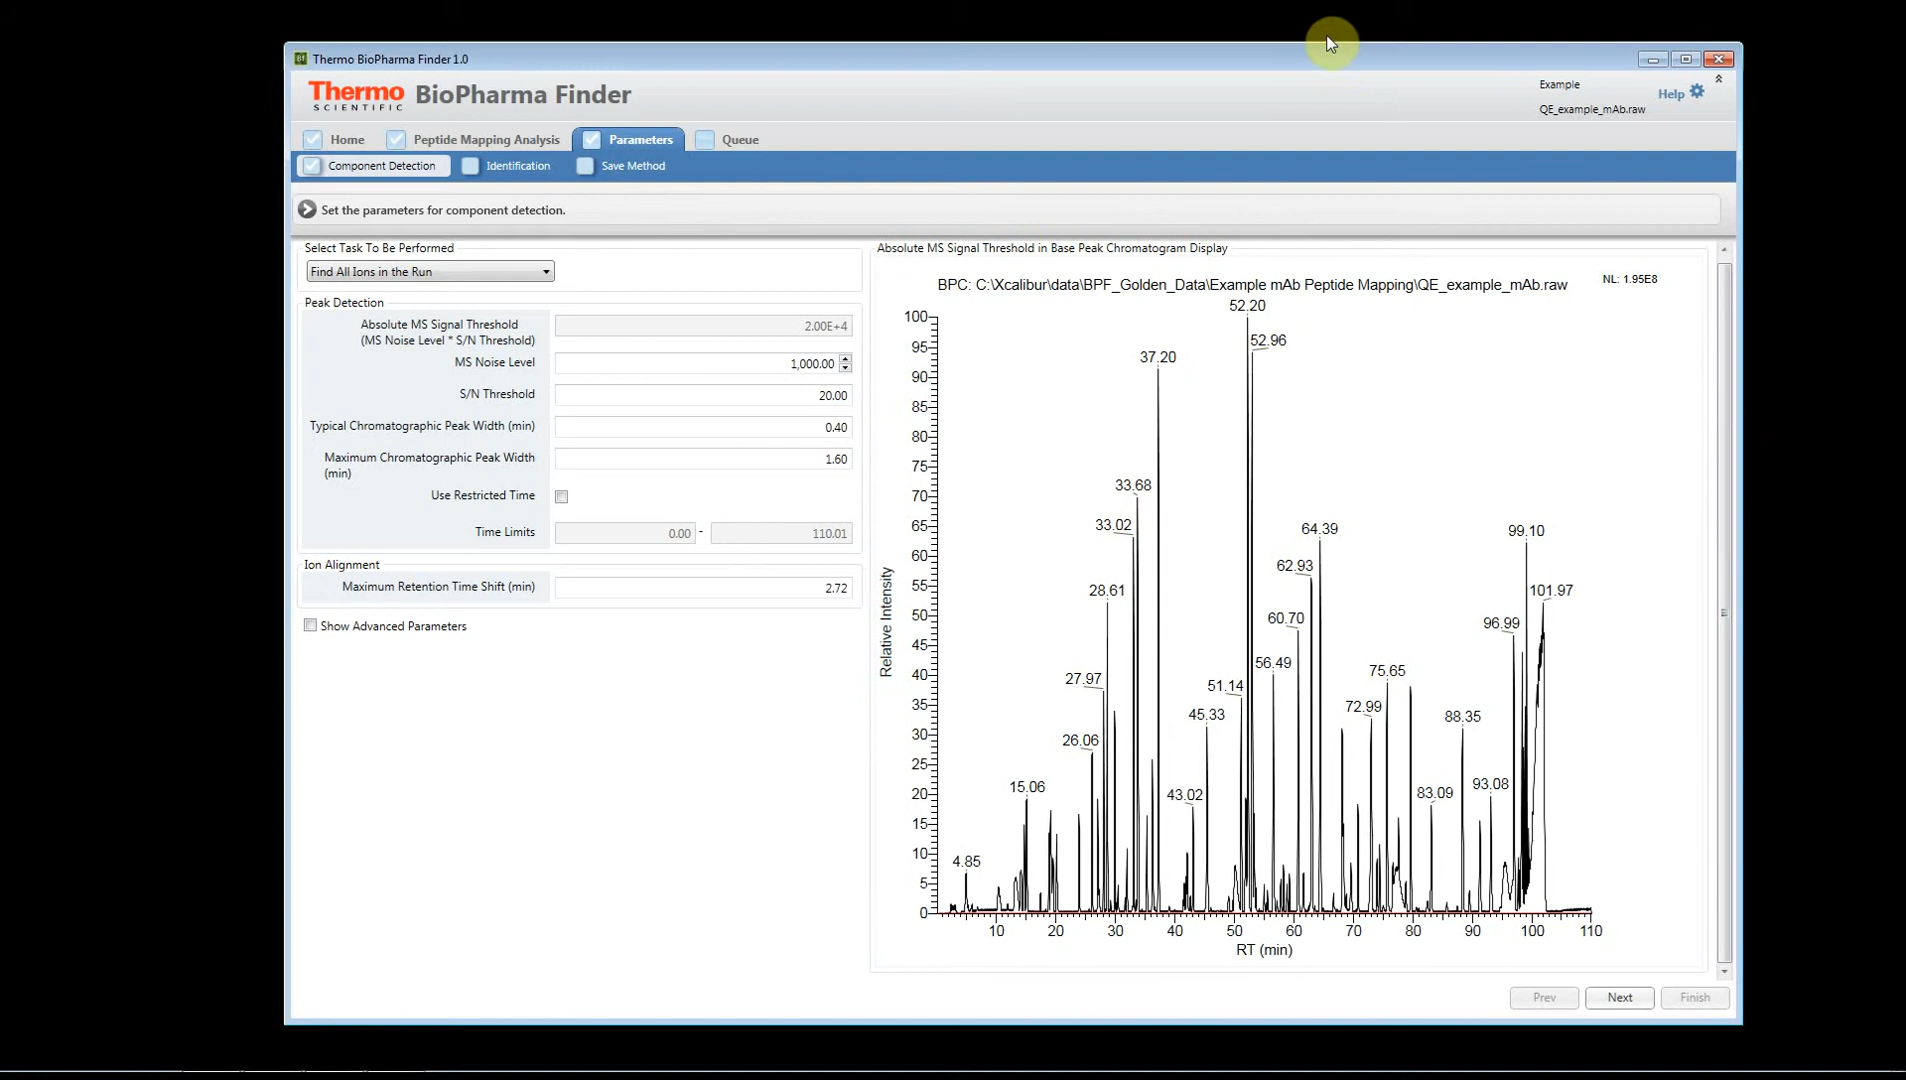 Thermo BioPharma Finder 1.0
Thermo
SCIENTIFIC
BioPharma Finder
Example
QE_example_mAb.raw
Help
Home
Peptide Mapping Analysis
Parameters
Queue
Component Detection
Identification
Save Method
Set the parameters for component detection.
Select Task To Be Performed
Find All Ions in the Run
Peak Detection
Absolute MS Signal Threshold
(MS Noise Level * S/N Threshold)
2.00E+4
MS Noise Level
1,000.00
S/N Threshold
20.00
Typical Chromatographic Peak Width (min)
0.40
Maximum Chromatographic Peak Width
(min)
1.60
Use Restricted Time
Time Limits
0.00
-
110.01
Ion Alignment
Maximum Retention Time Shift (min)
2.72
Show Advanced Parameters
Absolute MS Signal Threshold in Base Peak Chromatogram Display
BPC: C:\Xcalibur\data\BPF_Golden_Data\Example mAb Peptide Mapping\QE_example_mAb.raw
NL: 1.95E8
52.20
52.96
37.20
33.68
33.02
64.39
99.10
62.93
28.61
101.97
60.70
96.99
56.49
75.65
27.97
51.14
72.99
45.33
88.35
26.06
15.06
43.02
83.09
93.08
4.85
100
95
90
85
80
75
70
65
60
55
50
45
40
35
30
25
20
15
10
5
0
Relative Intensity
10
20
30
40
50
60
70
80
90
100
110
RT (min)
Prev
Next
Finish